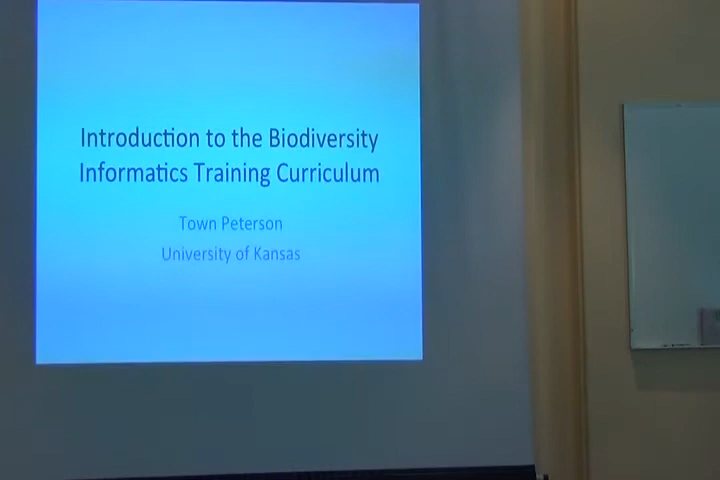 Introduction to the Biodiversity
Informatics Training Curriculum
Town Peterson
University of Kansas